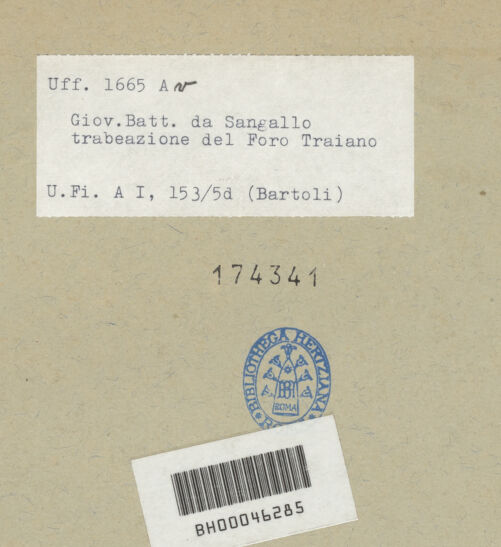 Uff. 1665 A v
Giov.Batt. da Sangallo
trabeazione del Foro Traiano
U.Fi. A I, 153/5d (Bartoli)
174341
BIBLIOTHECA HERTZIANA
ROMA
BH00046285